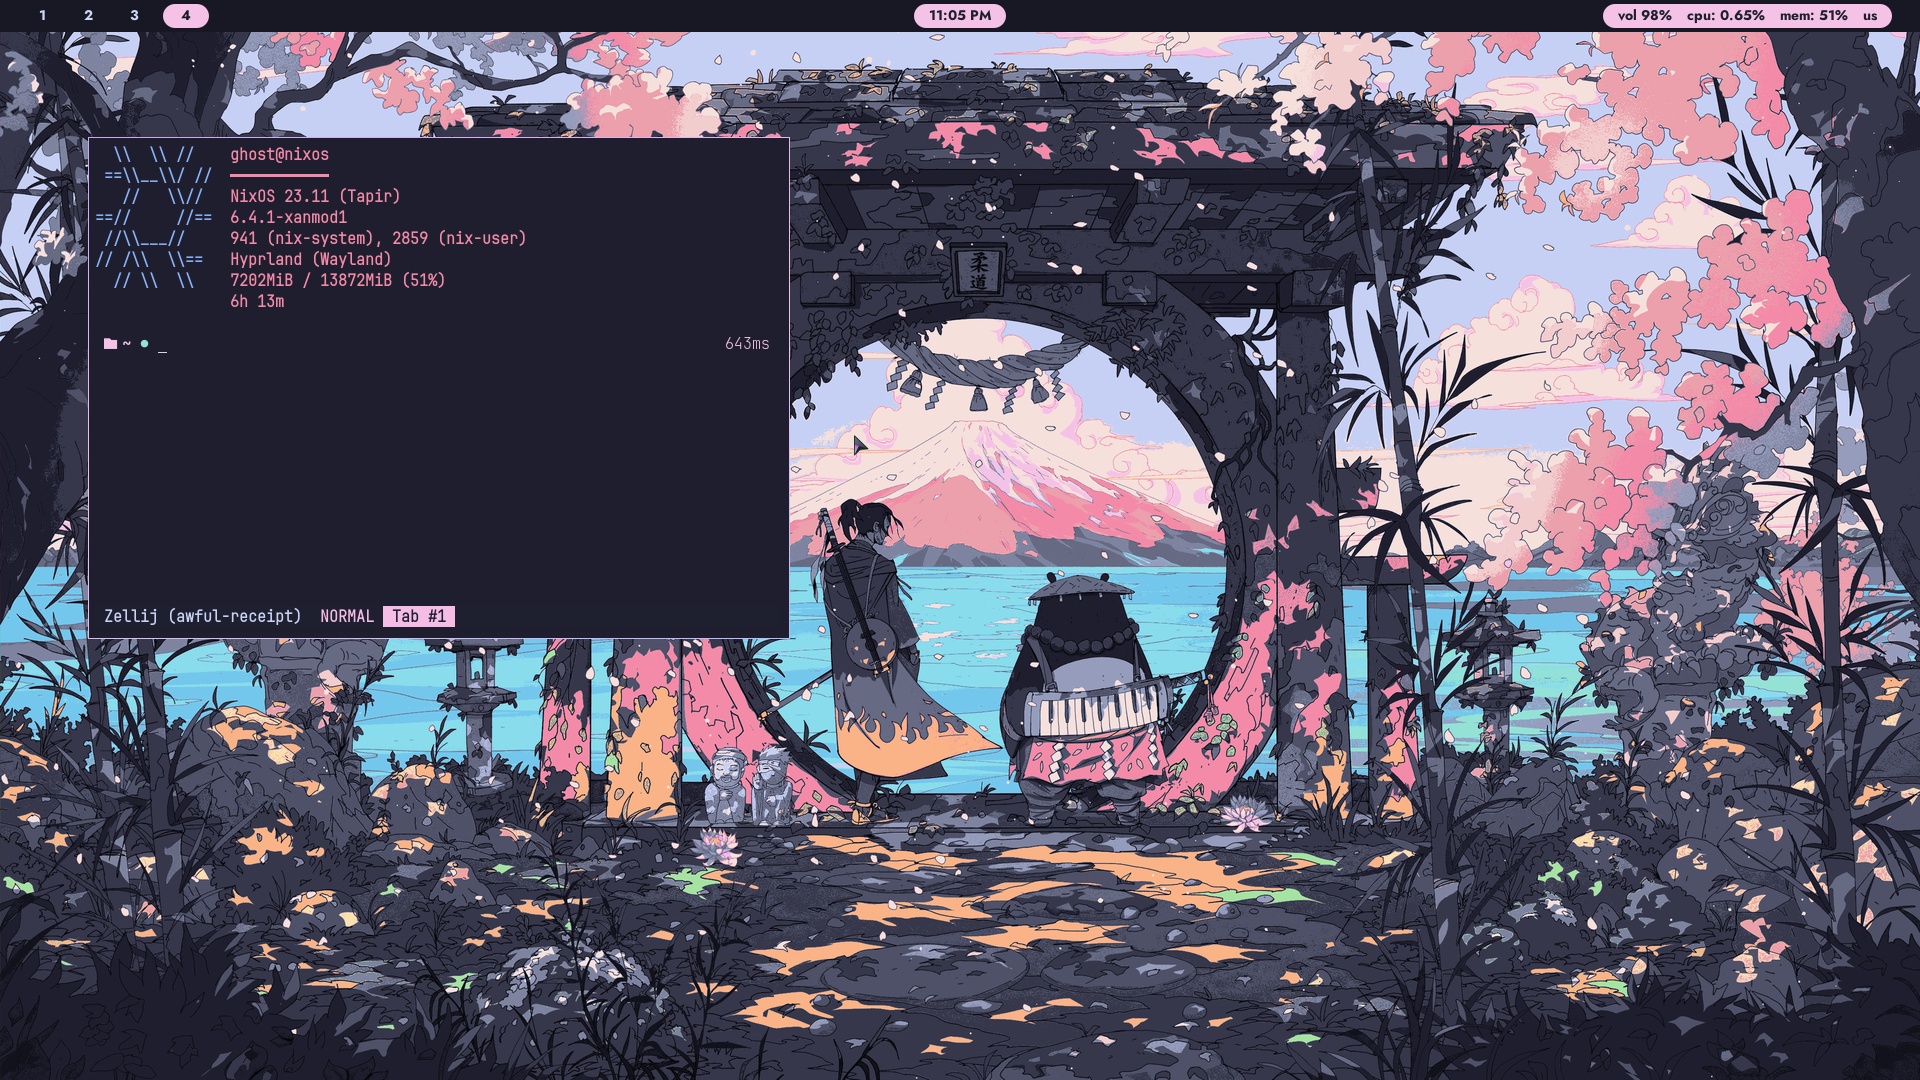 1 2 3 4
11:05 PM
vol 98% cpu: 0.65% mem: 51% us
ghost@nixos
NixOS 23.11 (Tapir)
6.4.1-xanmod1
941 (nix-system), 2859 (nix-user)
Hyprland (Wayland)
7202MiB / 13872MiB (51%)
6h 13m
~ _ 643ms
Zellij (awful-receipt) NORMAL Tab #1
柔道